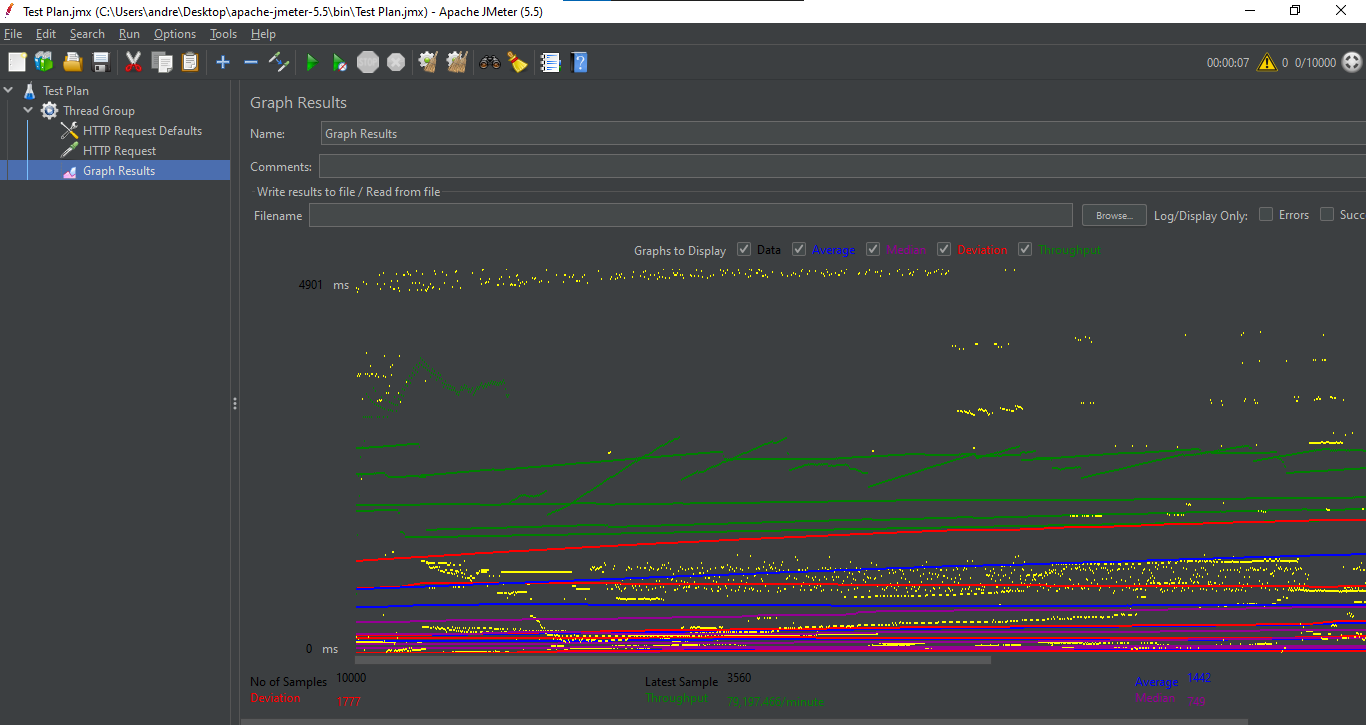 Test Plan.jmx (C:\Users\andre\Desktop\apache-jmeter-5.5\bin\Test Plan.jmx) - Apache JMeter (5.5)
File Edit Search Run Options Tools Help
STOP
00:00:07 0 0/10000
Test Plan
Thread Group
HTTP Request Defaults
HTTP Request
Graph Results
Graph Results
Name: Graph Results
Comments:
Write results to file / Read from file
Filename Browse... Log/Display Only: Errors Succ
Graphs to Display Data Average Median Deviation Throughput
4901 ms
0 ms
No of Samples 10000 Latest Sample 3560 Average 1442
Deviation 1777 Throughput 79,197.466/minute Median